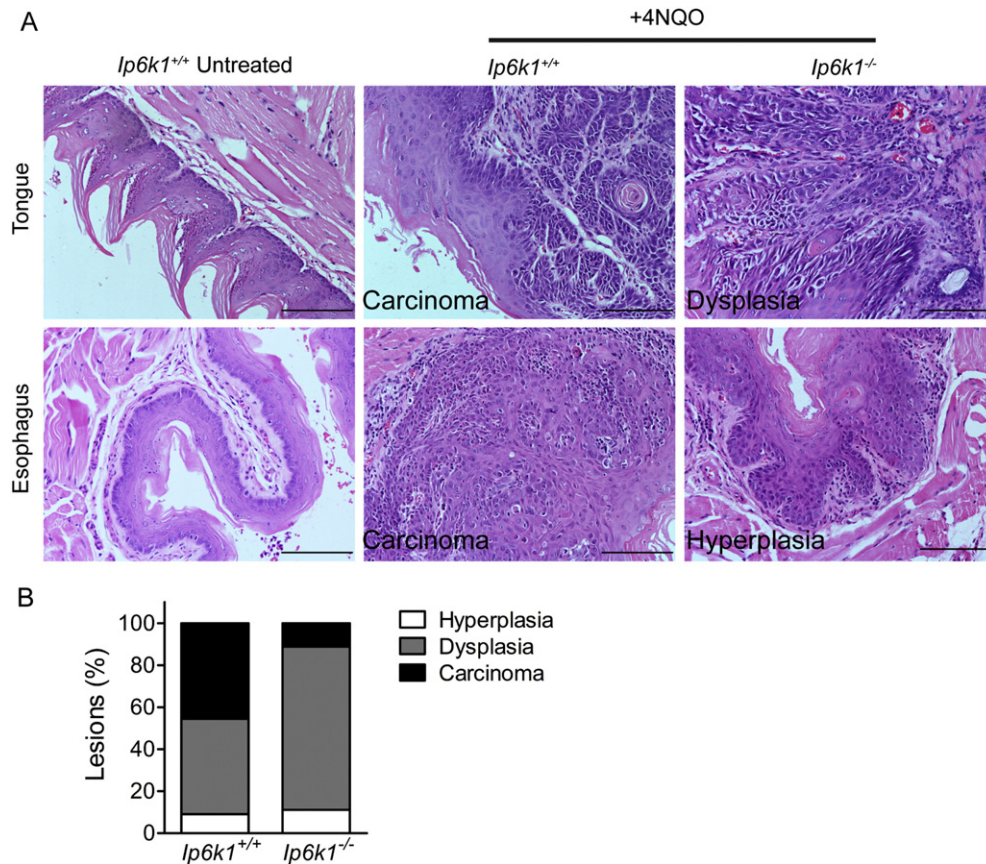 A
+4NQO
Ip6k1+/+ Untreated
Ip6k1+/+
Ip6k1-/-
Tongue
Carcinoma
Dysplasia
Esophagus
Carcinoma
Hyperplasia
B
Lesions (%)
100
80
60
40
20
0
Ip6k1+/+
Ip6k1-/-
Hyperplasia
Dysplasia
Carcinoma